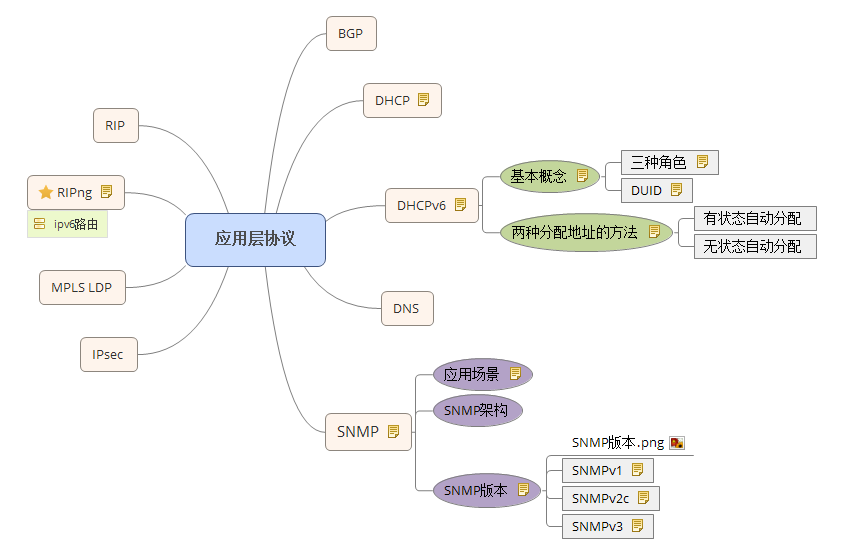 BGP
DHCP
RIP
三种角色
基本概念
RIPng
DUID
DHCPv6
ipv6路由
有状态自动分配
应用层协议
两种分配地址的方法
无状态自动分配
MPLS LDP
DNS
IPsec
应用场景
SNMP架构
SNMP
SNMP版本.png
SNMPv1
SNMP版本
SNMPv2c
SNMPv3